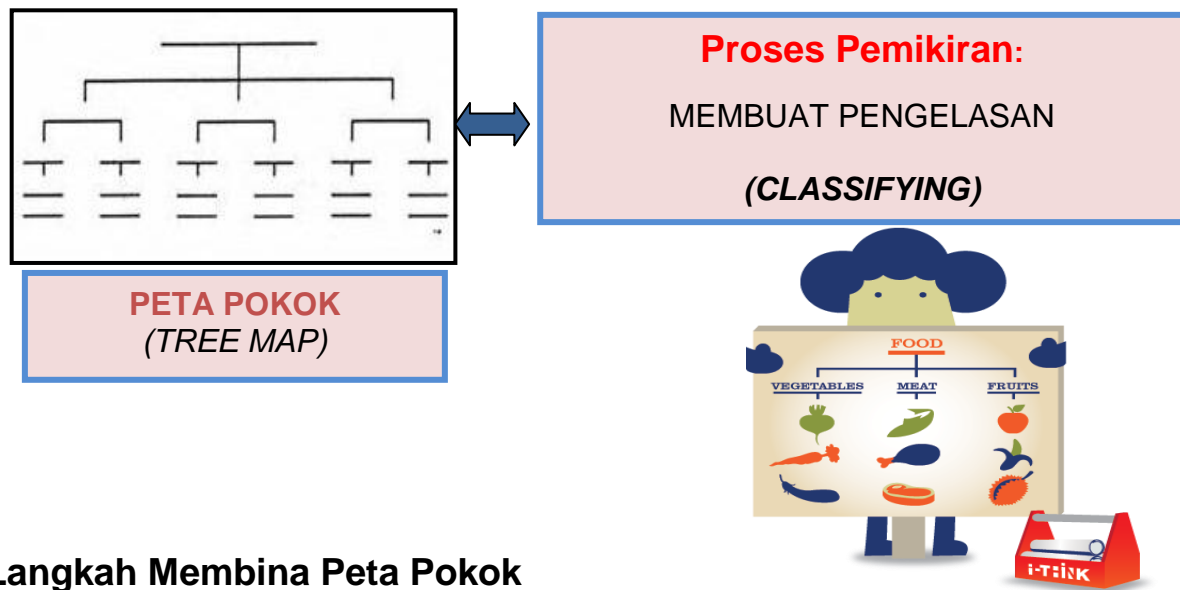 Proses Pemikiran:
MEMBUAT PENGELASAN
(CLASSIFYING)
PETA POKOK
(TREE MAP)
FOOD
VEGETABLES MEAT FRUITS
i-THINK
Langkah Membina Peta Pokok